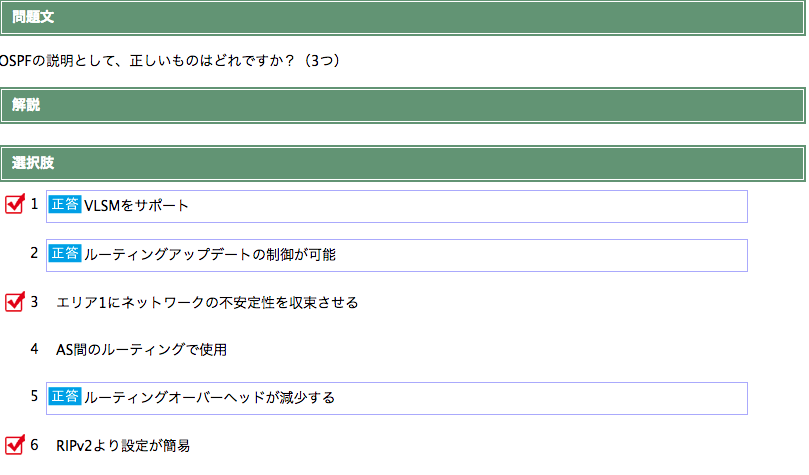 問題文
OSPFの説明として、正しいものはどれですか？（3つ）
解説
選択肢
1 正答 VLSMをサポート
2 正答 ルーティングアップデートの制御が可能
3 エリア1にネットワークの不安定性を収束させる
4 AS間のルーティングで使用
5 正答 ルーティングオーバーヘッドが減少する
6 RIPv2より設定が簡易